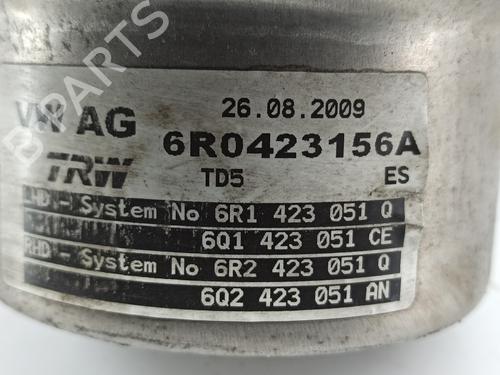 26.08.2009
VW AG 6R0423156A
TRW TD5 ES
LHD - System No 6R1 423 051 Q
6Q1 423 051 CE
RHD - System No 6R2 423 051 Q
6Q2 423 051 AN
B-PARTS